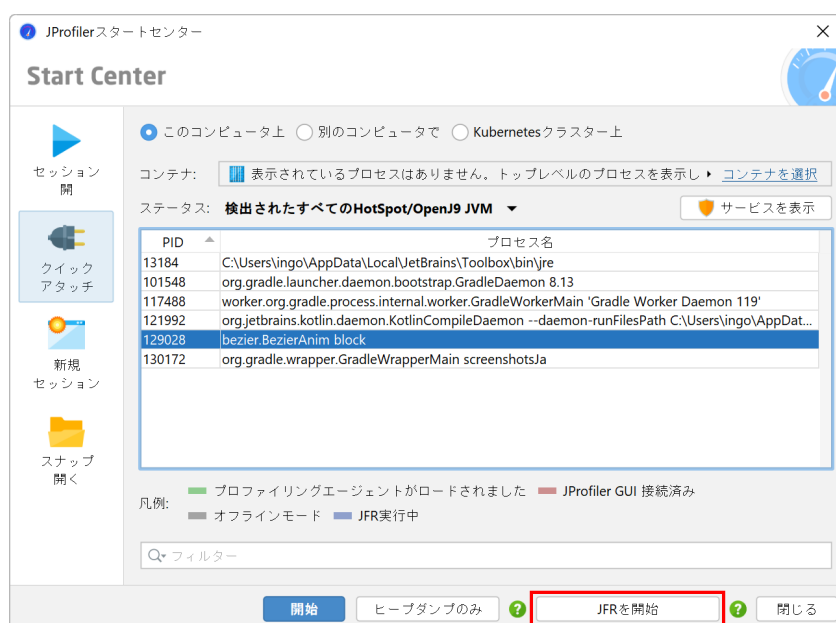 JProfilerスタートセンター
Start Center
このコンピュータ上 別のコンピュータで Kubernetesクラスター上
セッション
開
コンテナ: 表示されているプロセスはありません。トップレベルのプロセスを表示し コンテナを選択
ステータス: 検出されたすべてのHotSpot/OpenJ9 JVM サービスを表示
クイック
アタッチ
PID プロセス名
13184 C:\Users\ingo\AppData\Local\JetBrains\Toolbox\bin\jre
101548 org.gradle.launcher.daemon.bootstrap.GradleDaemon 8.13
117488 worker.org.gradle.process.internal.worker.GradleWorkerMain 'Gradle Worker Daemon 119'
121992 org.jetbrains.kotlin.daemon.KotlinCompileDaemon --daemon-runFilesPath C:\Users\ingo\AppDat...
129028 bezier.BezierAnim block
130172 org.gradle.wrapper.GradleWrapperMain screenshotsJa
新規
セッション
スナップ
開く
凡例: プロファイリングエージェントがロードされました JProfiler GUI 接続済み
オフラインモード JFR実行中
フィルター
開始 ヒープダンプのみ ? JFRを開始 ? 閉じる